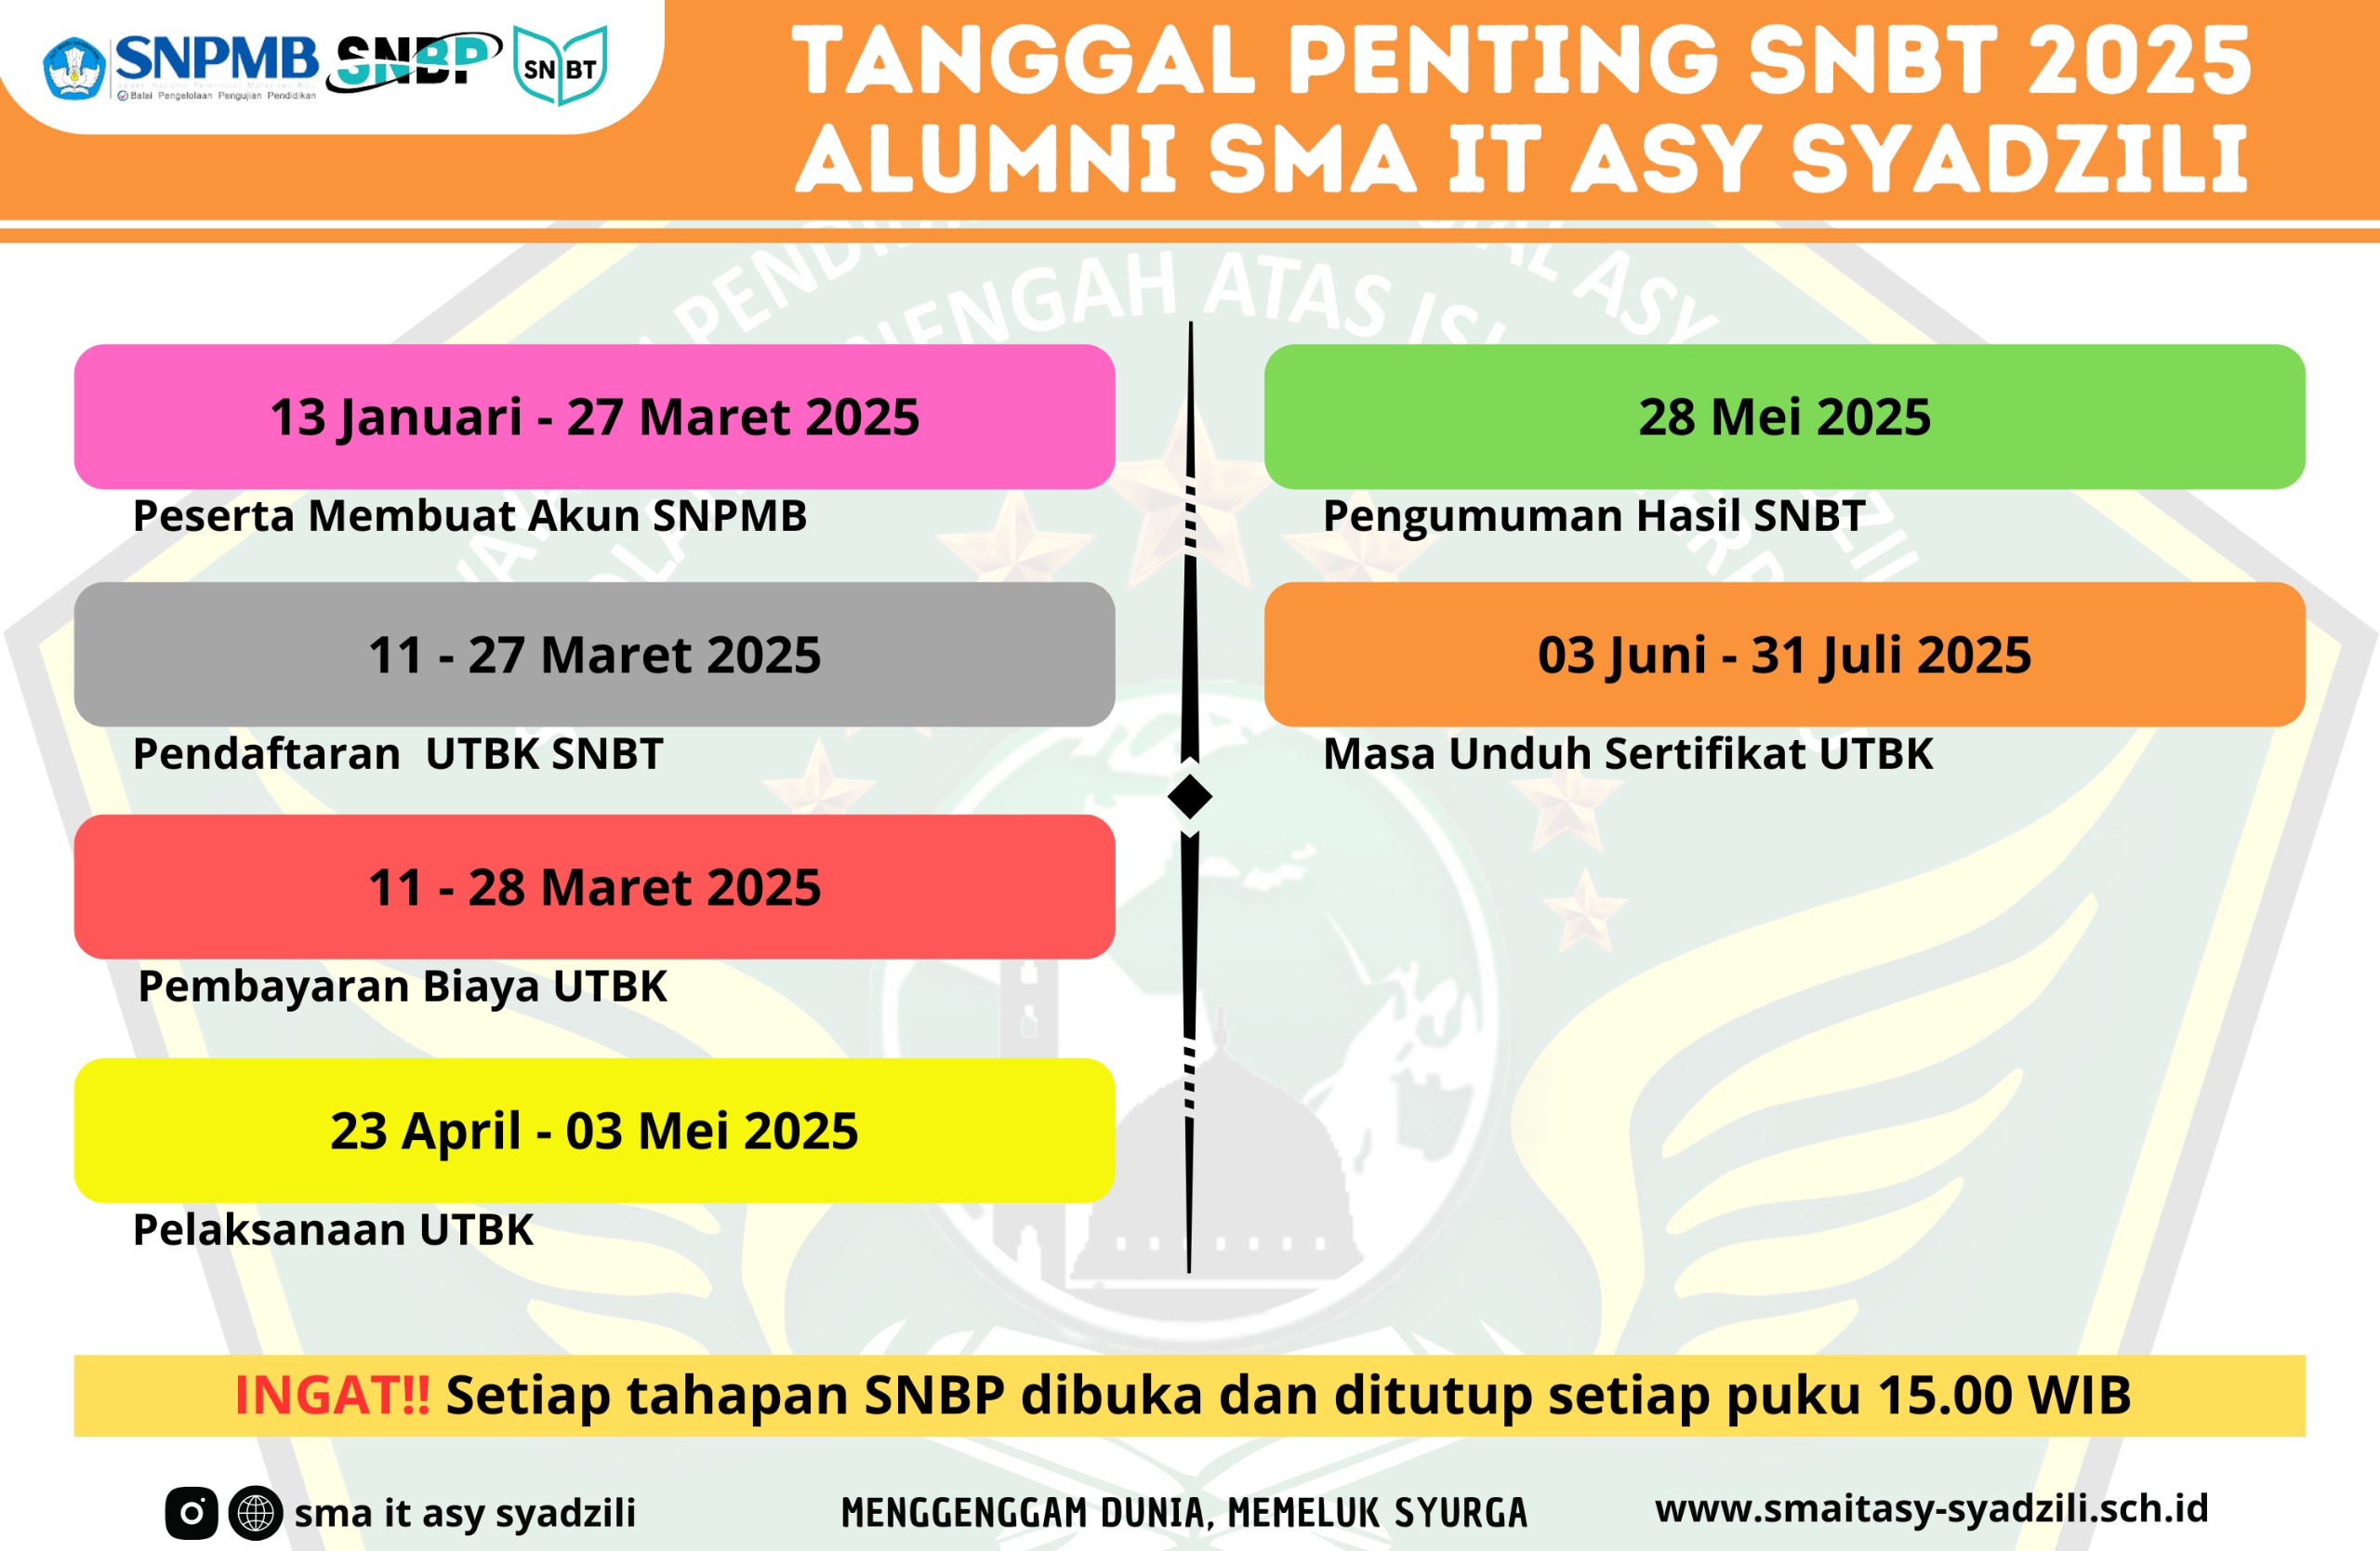 SNPMB
Balai Pengelolaan Pengujian Pendidikan
SNBP
SN BT
TANGGAL PENTING SNBT 2025
ALUMNI SMA IT ASY SYADZILI
13 Januari - 27 Maret 2025
Peserta Membuat Akun SNPMB
11 - 27 Maret 2025
Pendaftaran  UTBK SNBT
11 - 28 Maret 2025
Pembayaran Biaya UTBK
23 April - 03 Mei 2025
Pelaksanaan UTBK
28 Mei 2025
Pengumuman Hasil SNBT
03 Juni - 31 Juli 2025
Masa Unduh Sertifikat UTBK
INGAT!! Setiap tahapan SNBP dibuka dan ditutup setiap puku 15.00 WIB
sma it asy syadzili
MENGGENGGAM DUNIA, MEMELUK SYURGA
www.smaitasy-syadzili.sch.id